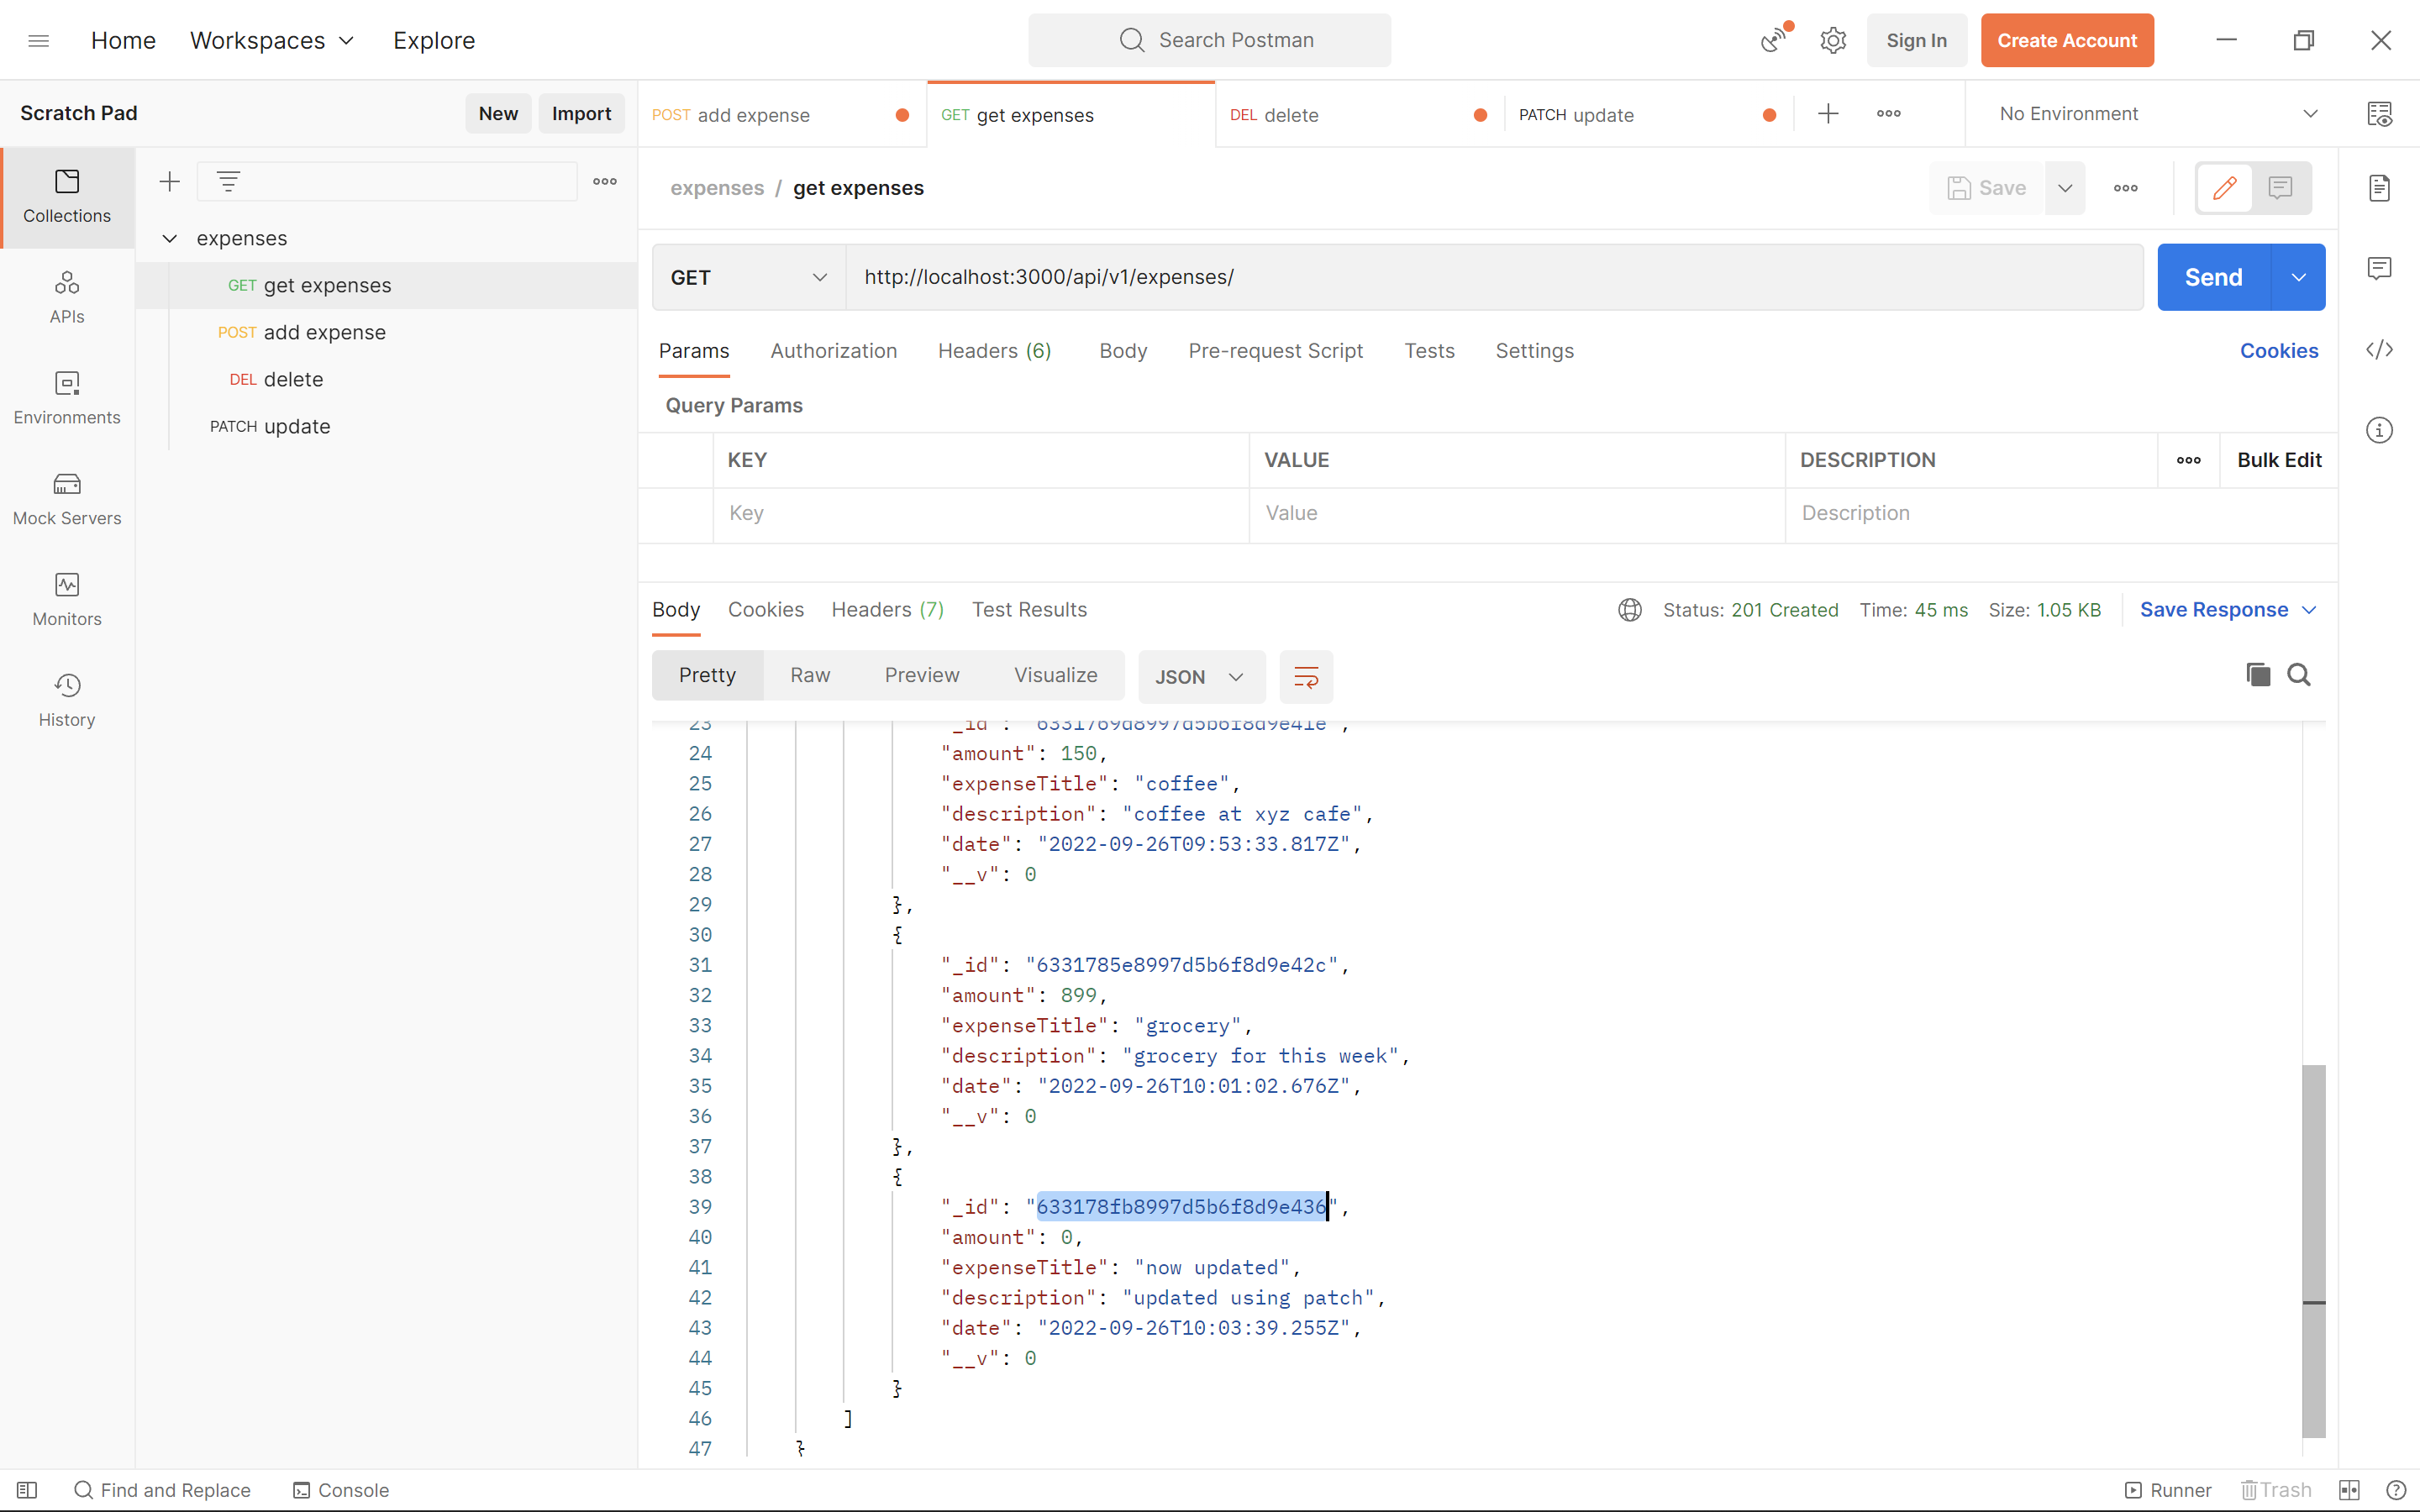 Home Workspaces Explore Search Postman Sign In Create Account
Scratch Pad New Import POST add expense GET get expenses DEL delete PATCH update No Environment
Collections
APIs
Environments
Mock Servers
Monitors
History
expenses
GET get expenses
POST add expense
DEL delete
PATCH update
expenses / get expenses Save
GET http://localhost:3000/api/v1/expenses/ Send
Params Authorization Headers (6) Body Pre-request Script Tests Settings Cookies
Query Params
KEY VALUE DESCRIPTION Bulk Edit
Key Value Description
Body Cookies Headers (7) Test Results Status: 201 Created Time: 45 ms Size: 1.05 KB Save Response
Pretty Raw Preview Visualize JSON
23 "_id": "6331769d8997d5b6f8d9e41e",
24 "amount": 150,
25 "expenseTitle": "coffee",
26 "description": "coffee at xyz cafe",
27 "date": "2022-09-26T09:53:33.817Z",
28 "__v": 0
29 },
30 {
31 "_id": "6331785e8997d5b6f8d9e42c",
32 "amount": 899,
33 "expenseTitle": "grocery",
34 "description": "grocery for this week",
35 "date": "2022-09-26T10:01:02.676Z",
36 "__v": 0
37 },
38 {
39 "_id": "633178fb8997d5b6f8d9e436",
40 "amount": 0,
41 "expenseTitle": "now updated",
42 "description": "updated using patch",
43 "date": "2022-09-26T10:03:39.255Z",
44 "__v": 0
45 }
46 ]
47 }
Find and Replace Console Runner Trash